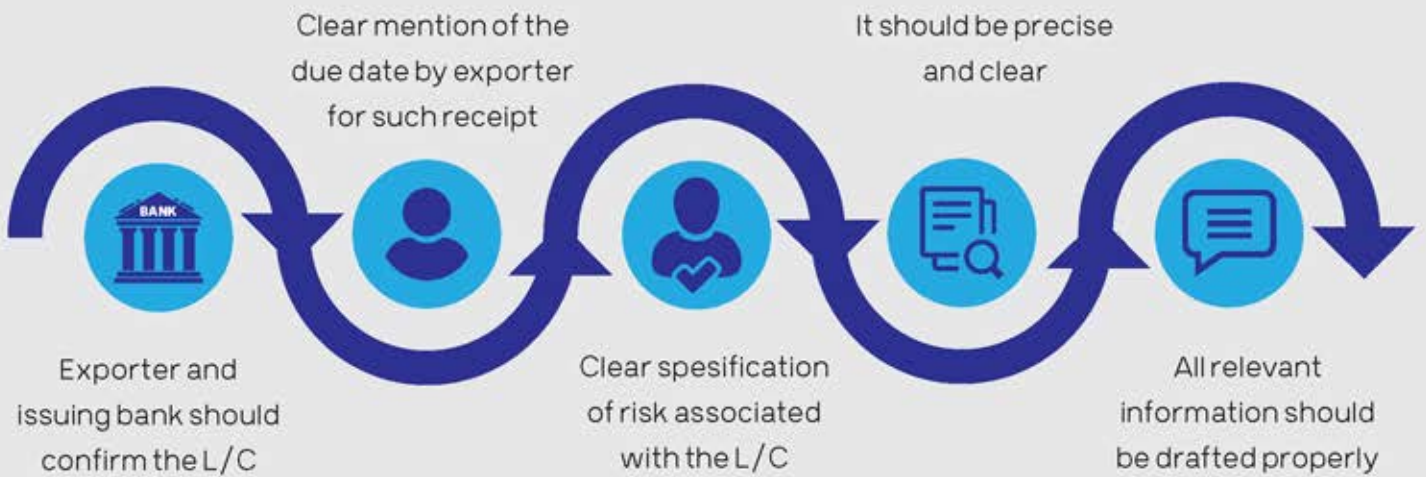 BANK
Exporter and
issuing bank should
confirm the L/C
Clear mention of the
due date by exporter
for such receipt
Clear spesification
of risk associated
with the L/C
It should be precise
and clear
All relevant
information should
be drafted properly